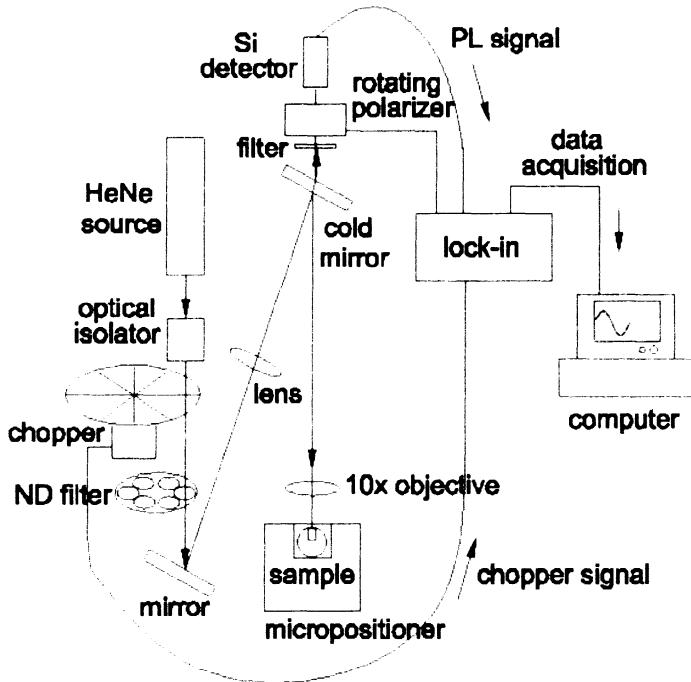 Si
detector
PL signal
rotating
polarizer
filter
data
acquisition
HeNe
source
cold
mirror
lock-in
optical
isolator
lens
chopper
computer
ND filter
10x objective
sample
chopper signal
mirror
micropositioner